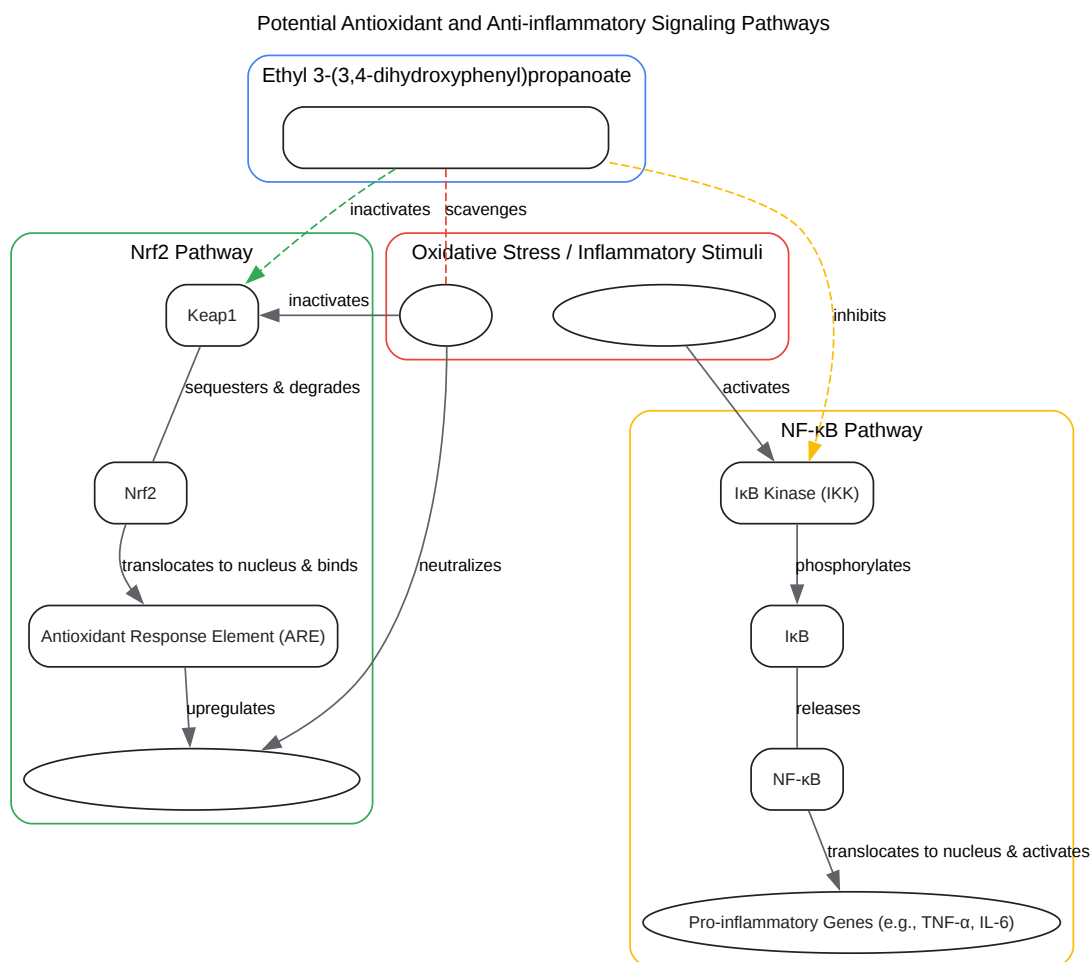 Potential Antioxidant and Anti-inflammatory Signaling Pathways
Ethyl 3-(3,4-dihydroxyphenyl)propanoate
inactivates
scavenges
Nrf2 Pathway
Oxidative Stress / Inflammatory Stimuli
Keap1
inactivates
inhibits
sequesters & degrades
activates
NF-κB Pathway
Nrf2
IκB Kinase (IKK)
translocates to nucleus & binds
neutralizes
phosphorylates
Antioxidant Response Element (ARE)
IκB
upregulates
releases
NF-κB
translocates to nucleus & activates
Pro-inflammatory Genes (e.g., TNF-α, IL-6)